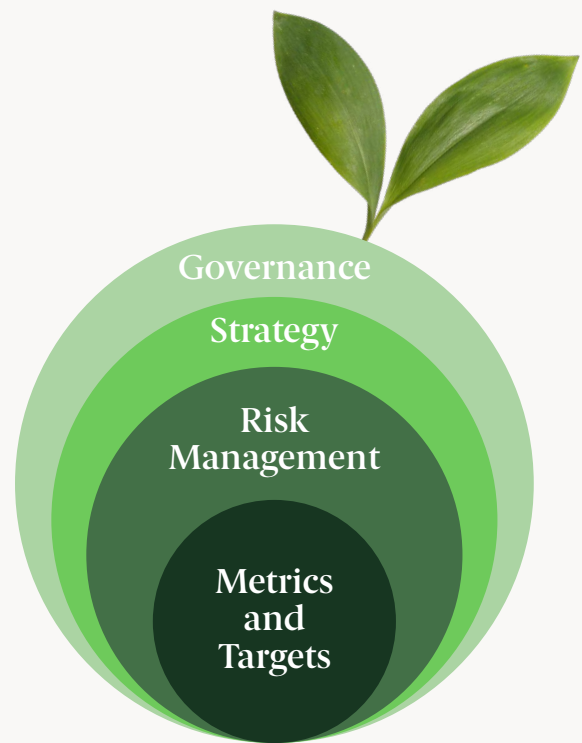 Governance
Strategy
Risk
Management
Metrics
and
Targets